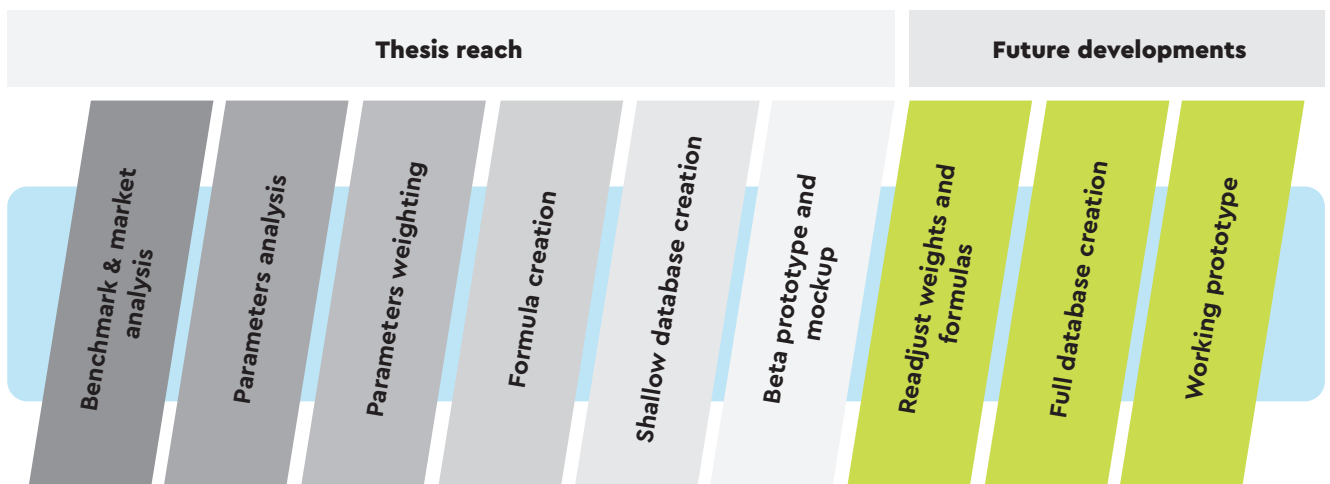 Thesis reach
Future developments
Benchmark & market
analysis
Parameters analysis
Parameters weighting
Formula creation
Shallow database creation
Beta prototype and
mockup
Readjust weights and
formulas
Full database creation
Working prototype